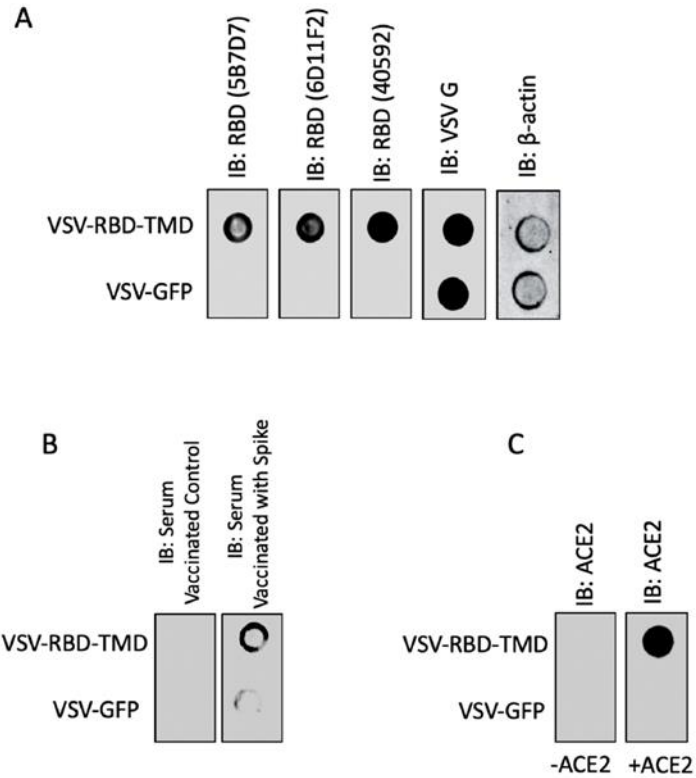 A
IB: RBD (5B7D7)
IB: RBD (6D11F2)
IB: RBD (40592)
IB: VSV G
IB: β-actin
VSV-RBD-TMD
VSV-GFP
B
IB: Serum
Vaccinated Control
IB: Serum
Vaccinated with Spike
VSV-RBD-TMD
VSV-GFP
C
IB: ACE2
IB: ACE2
VSV-RBD-TMD
VSV-GFP
-ACE2
+ACE2